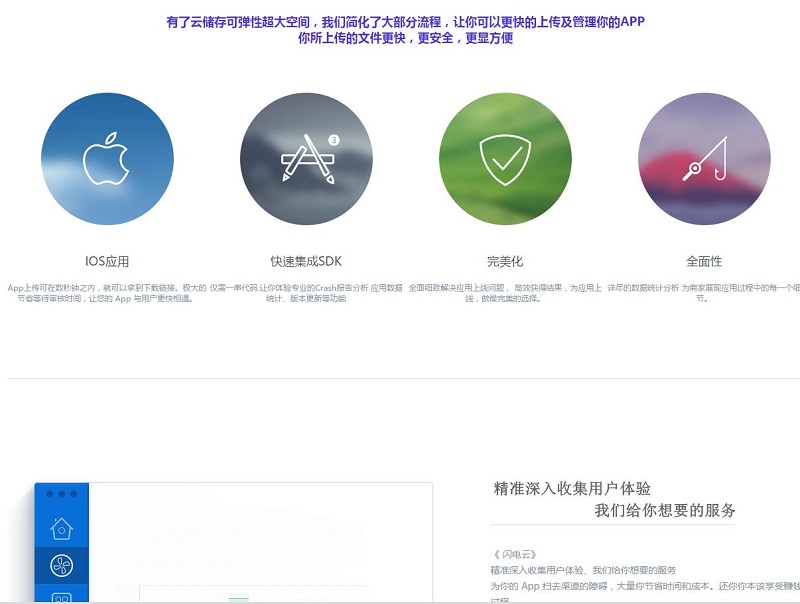 有了云储存可弹性超大空间，我们简化了大部分流程，让你可以更快的上传及管理你的APP
你所上传的文件更快，更安全，更显方便
3
IOS应用
App上传可在数秒钟之内，就可以拿到下载链接。极大的
节省等待审核时间，让您的 App 与用户更快相遇。
快速集成SDK
仅需一串代码,让你体验专业的Crash报告分析 应用数据
统计、版本更新等功能
完美化
全面细致解决应用上线问题，高效获得结果，为应用上
线，做最完美的选择。
全面性
详尽的数据统计分析 为商家展现应用过程中的每一个细
节。
精准深入收集用户体验
我们给你想要的服务
《 闪电云》
精准深入收集用户体验、我们给你想要的服务
为你的 App 扫去渠道的障碍，大量你节省时间和成本。还你你本该享受赚钱
过程